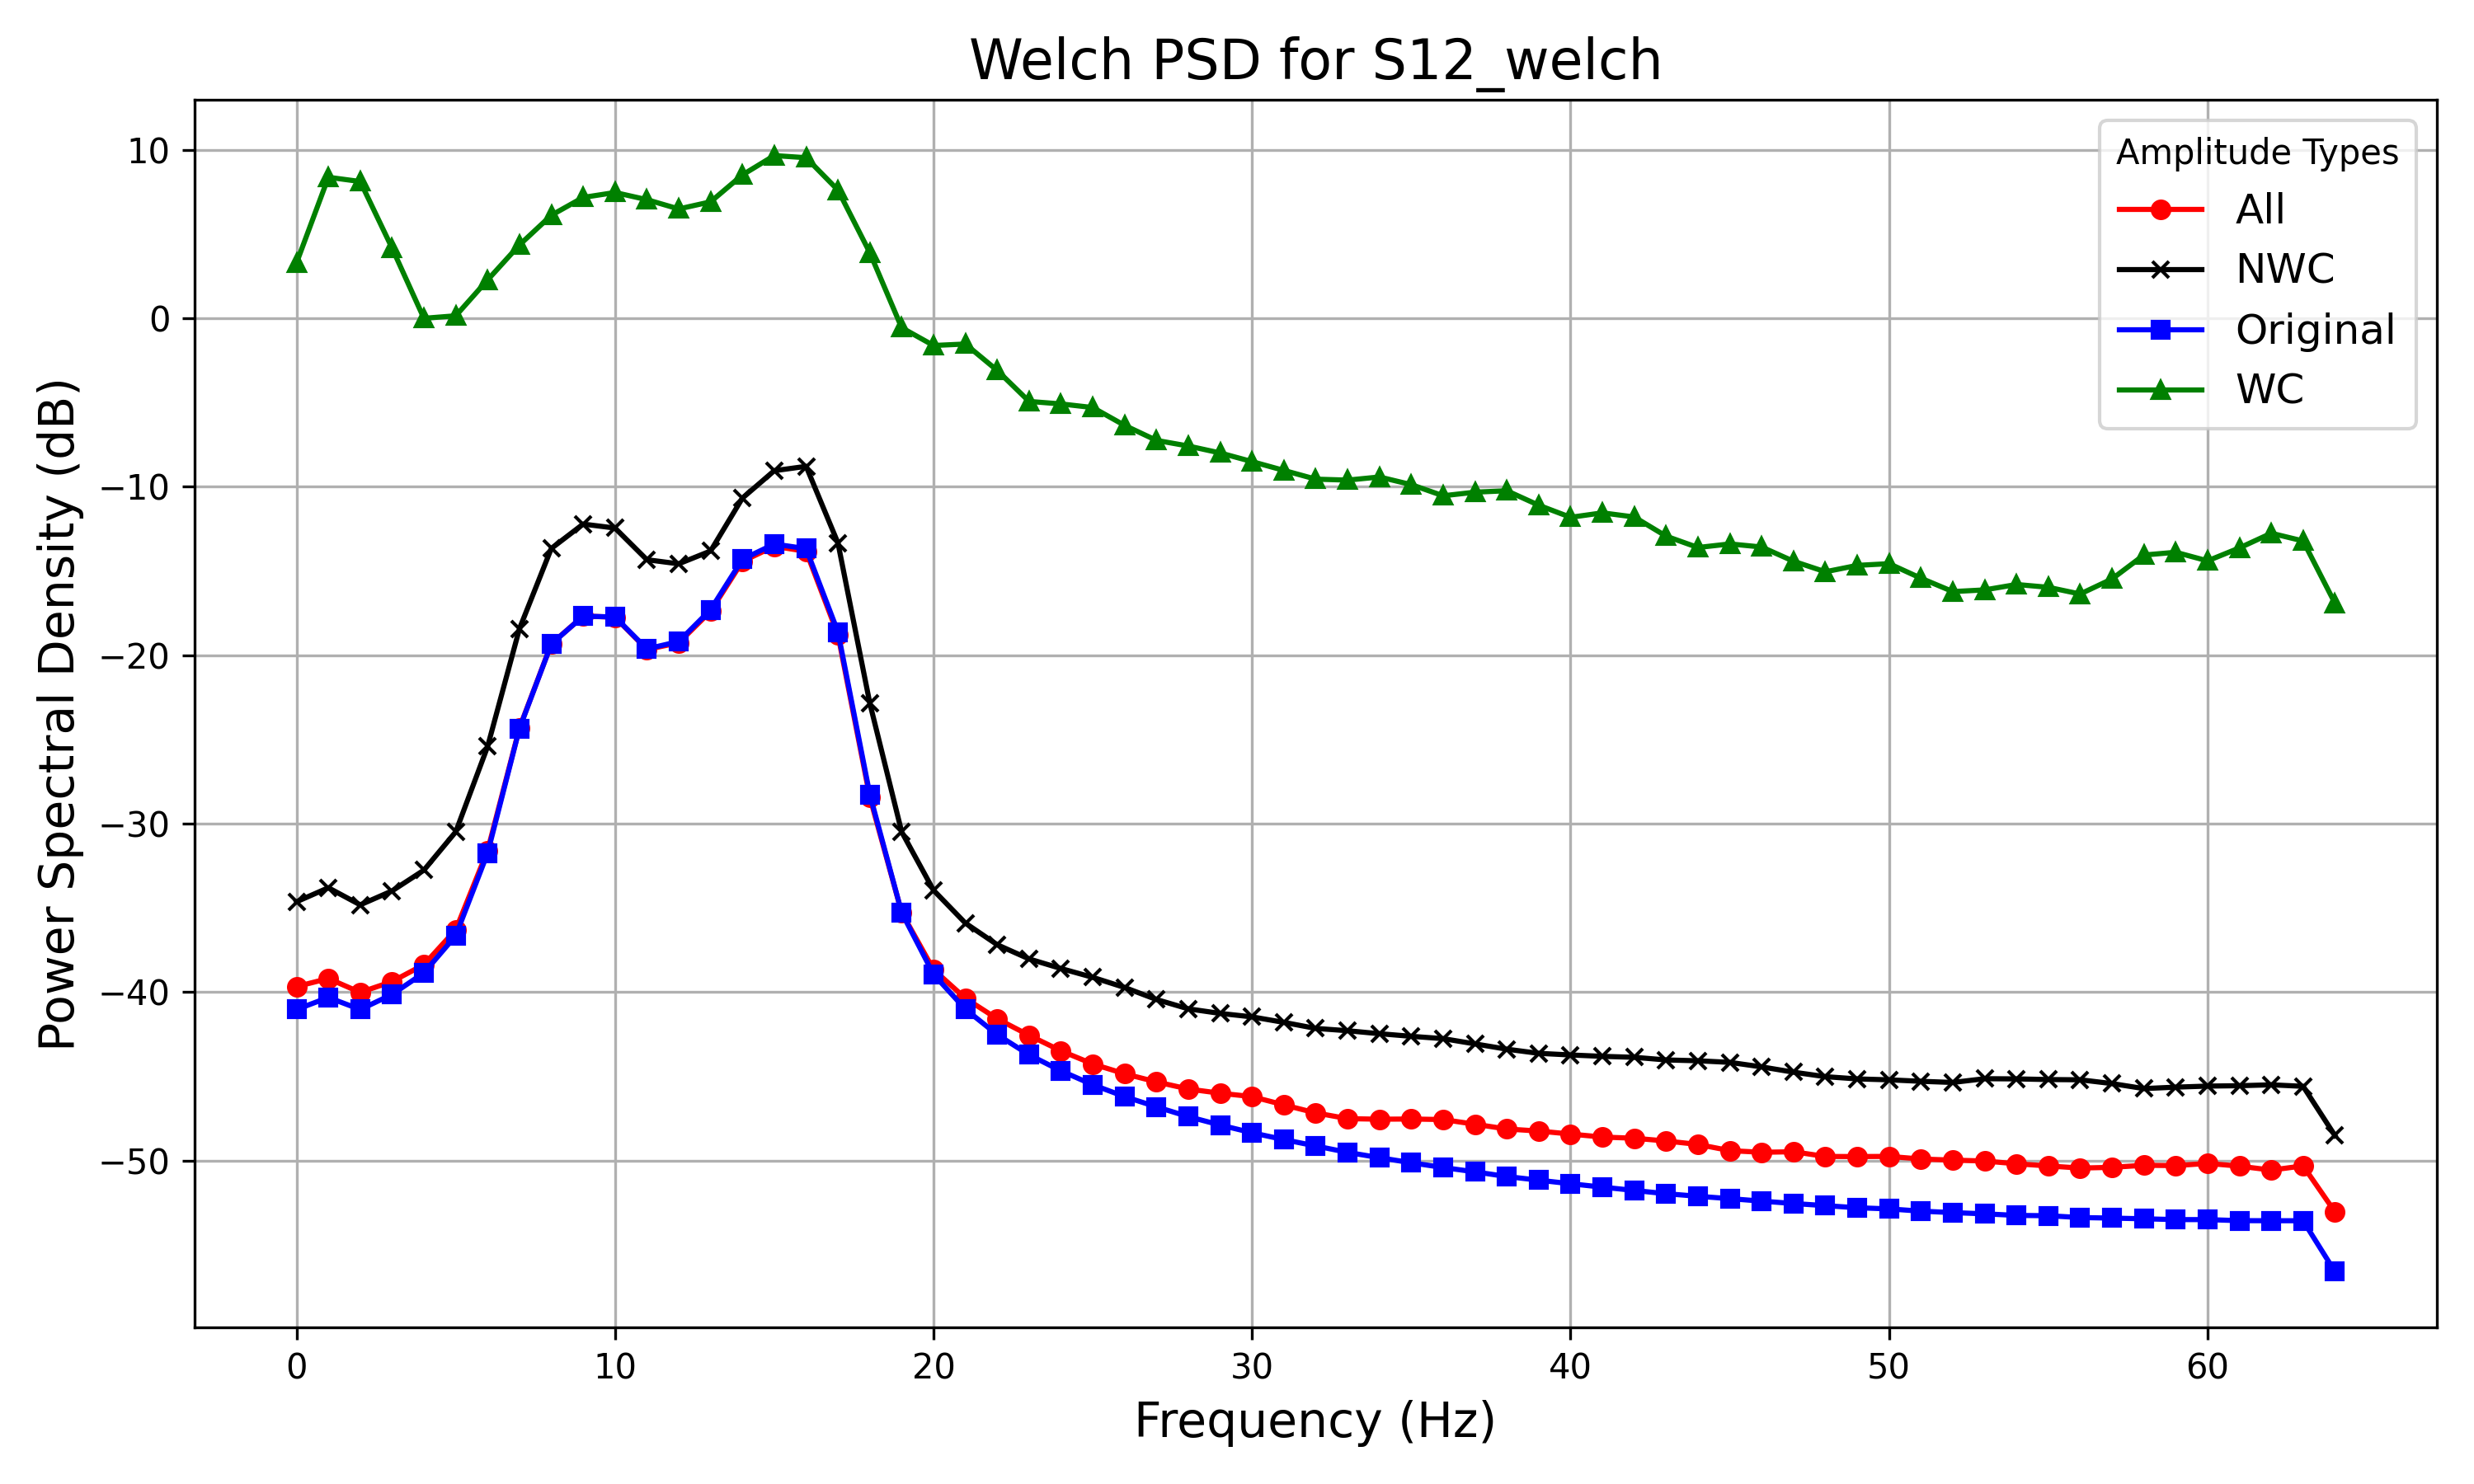 Welch PSD for S12_welch
Power Spectral Density (dB)
10
0
−10
−20
−30
−40
−50
Amplitude Types
All
NWC
Original
WC
0 10 20 30 40 50 60
Frequency (Hz)